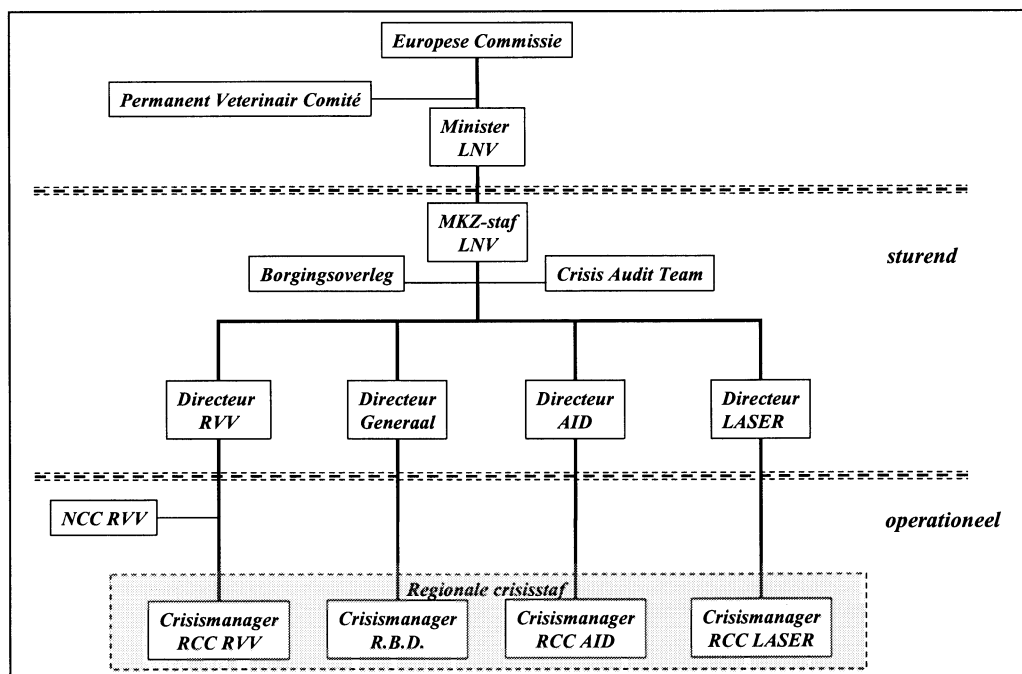 Europese Commissie
Permanent Veterinair Comité
Minister
LNV
MKZ-staf
LNV
sturend
Borgingsoverleg
Crisis Audit Team
Directeur
RVV
Directeur
Generaal
Directeur
AID
Directeur
LASER
NCC RVV
operationeel
Regionale crisisstaf
Crisismanager
RCC RVV
Crisismanager
R.B.D.
Crisismanager
RCC AID
Crisismanager
RCC LASER